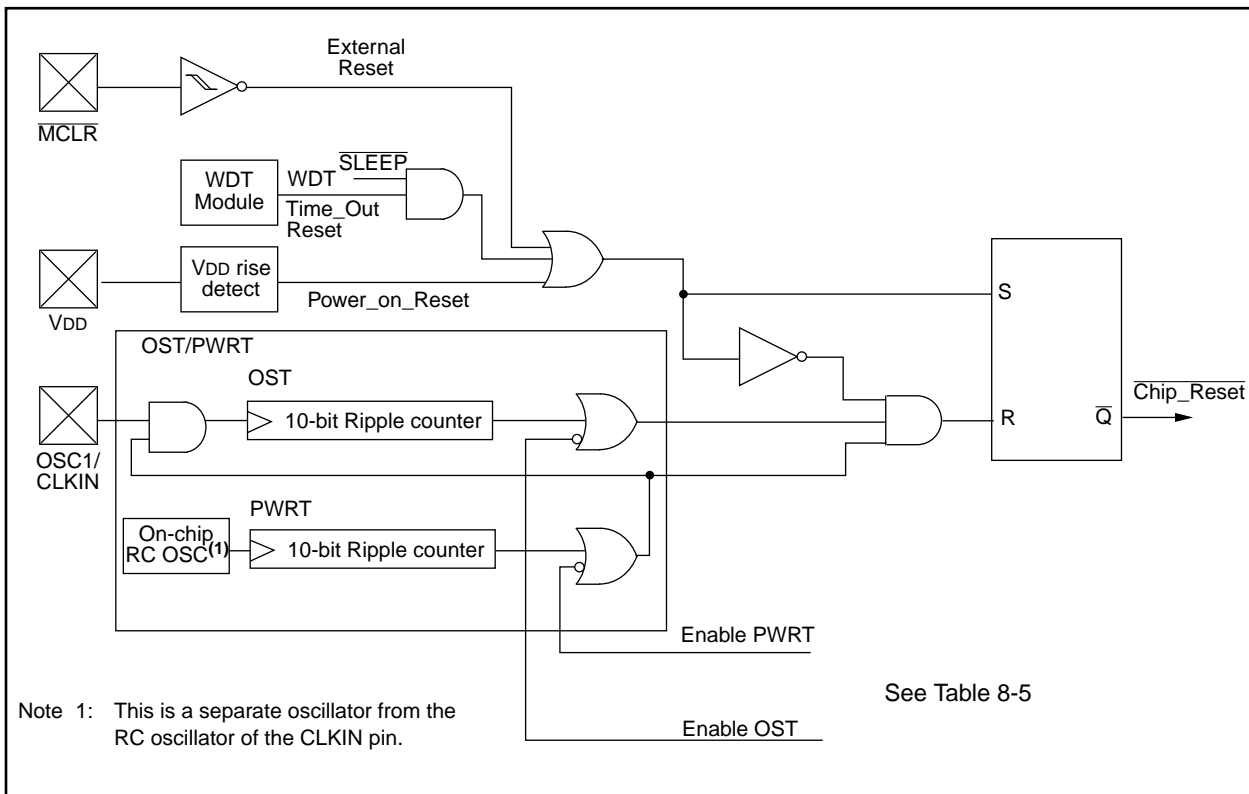 External
Reset
MCLR
SLEEP
WDT
Module
WDT
Time_Out
Reset
VDD rise
detect
VDD
Power_on_Reset
S
OST/PWRT
OST
10-bit Ripple counter
OSC1/
CLKIN
R
Q
Chip_Reset
PWRT
On-chip
RC OSC(1)
10-bit Ripple counter
Enable PWRT
See Table 8-5
Enable OST
Note 1: This is a separate oscillator from the
RC oscillator of the CLKIN pin.